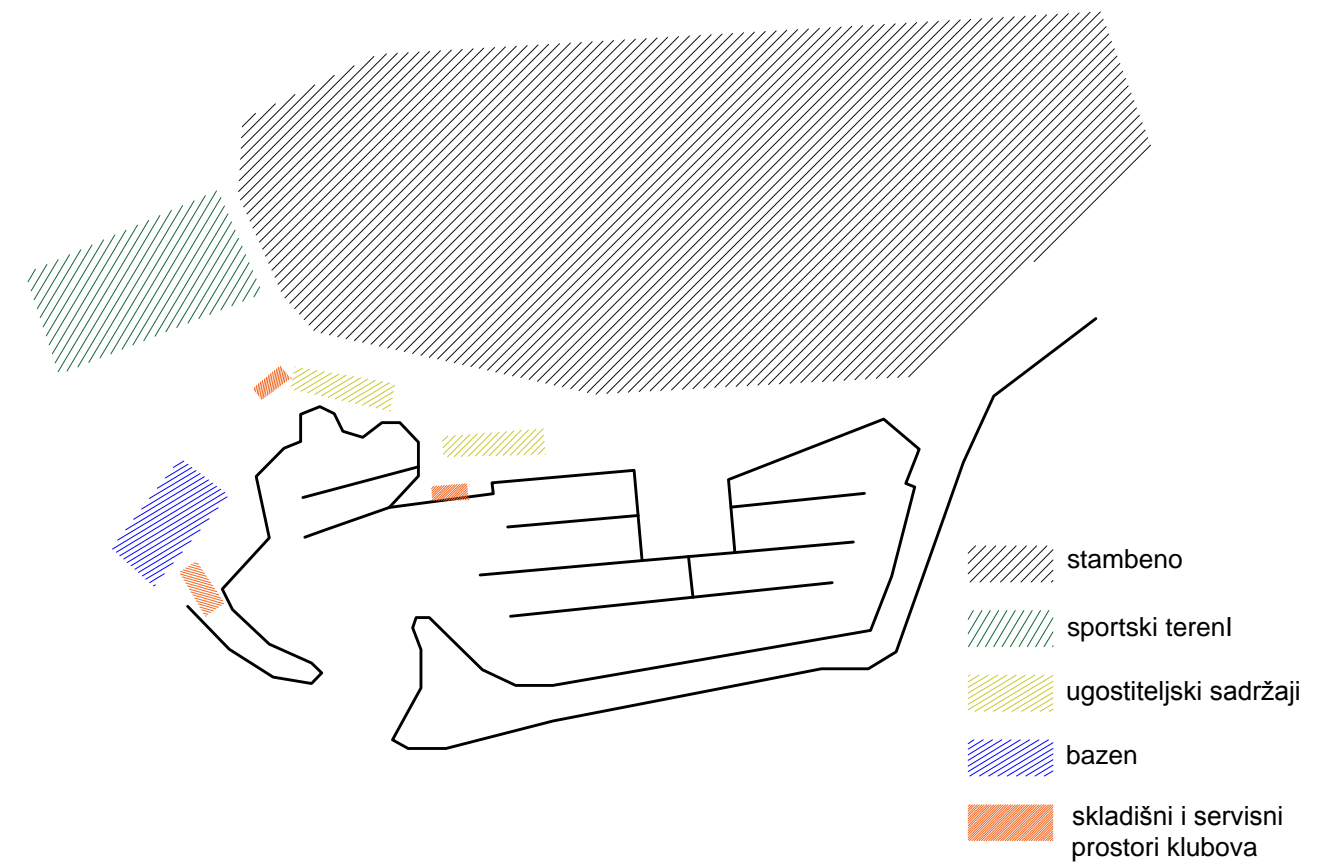 stambeno
sportski terenI
ugostiteljski sadržaji
bazen
skladišni i servisni
prostori klubova